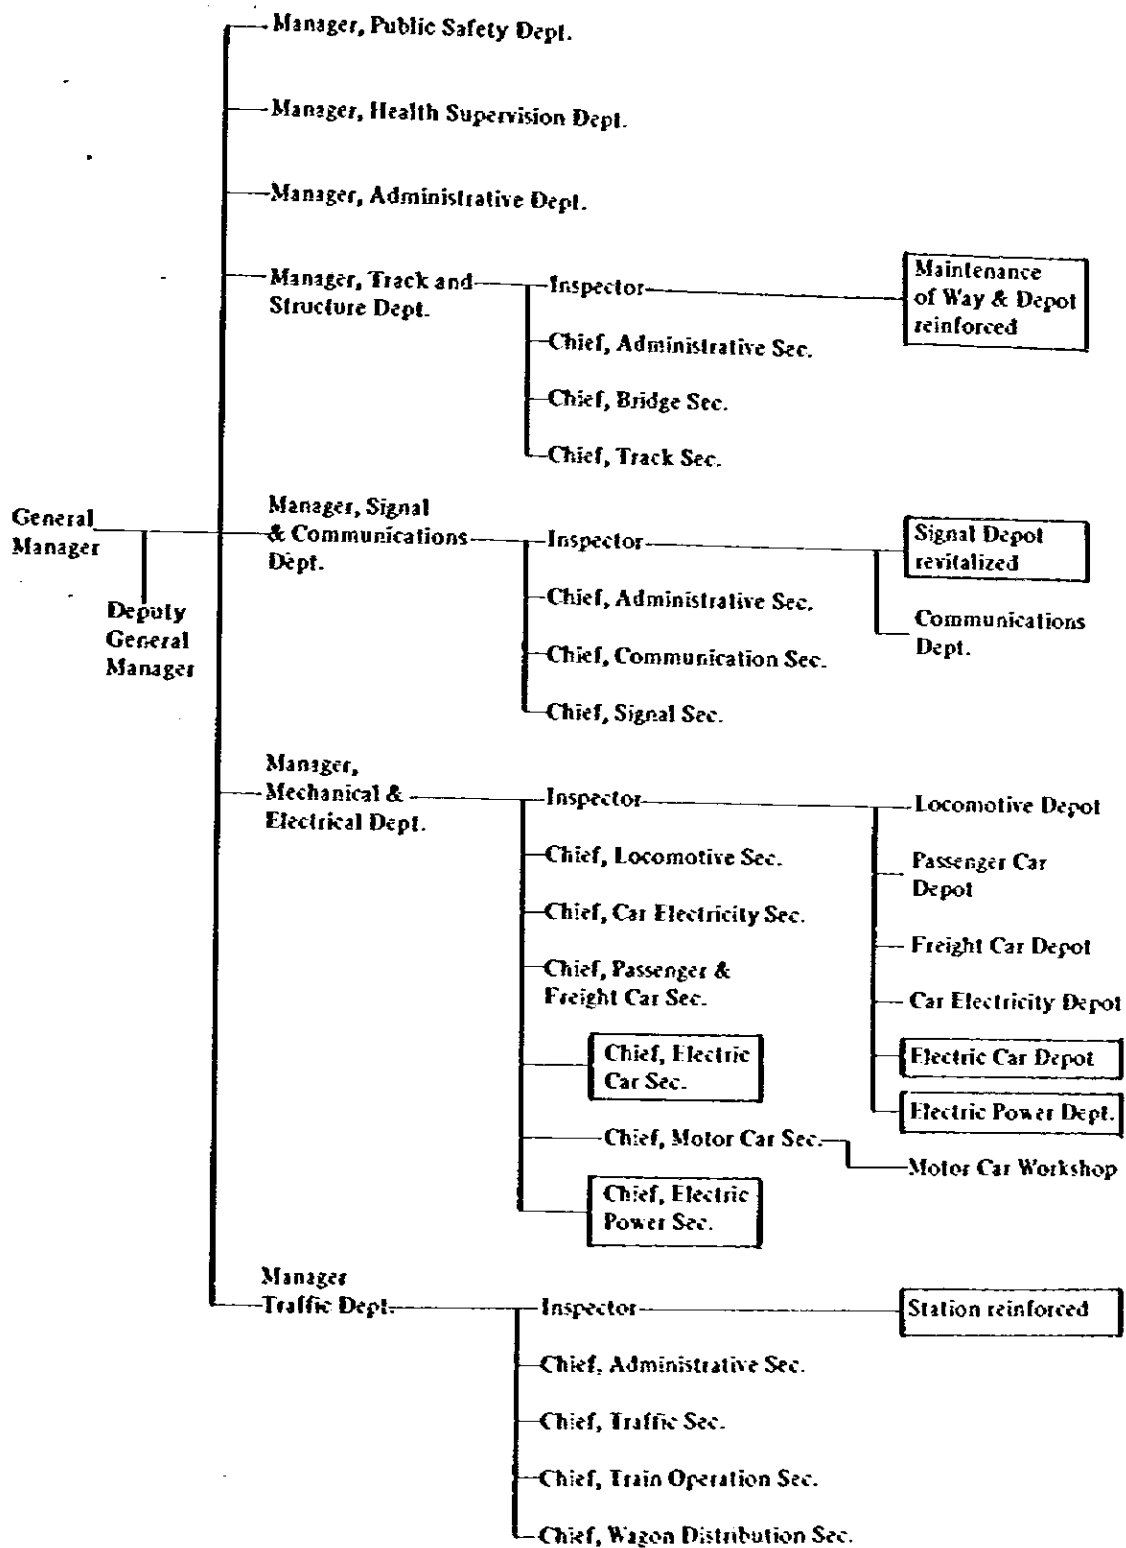 Manager, Public Safety Dept.
Manager, Health Supervision Dept.
Manager, Administrative Dept.
Manager, Track and
Structure Dept.
Inspector
Maintenance
of Way & Depot
reinforced
Chief, Administrative Sec.
Chief, Bridge Sec.
Chief, Track Sec.
General
Manager
Deputy
General
Manager
Manager, Signal
& Communications
Dept.
Inspector
Signal Depot
revitalized
Communications
Dept.
Chief, Administrative Sec.
Chief, Communication Sec.
Chief, Signal Sec.
Manager,
Mechanical &
Electrical Dept.
Inspector
Chief, Locomotive Sec.
Chief, Car Electricity Sec.
Chief, Passenger &
Freight Car Sec.
Chief, Electric
Car Sec.
Chief, Motor Car Sec.
Chief, Electric
Power Sec.
Locomotive Depot
Passenger Car
Depot
Freight Car Depot
Car Electricity Depot
Electric Car Depot
Electric Power Dept.
Motor Car Workshop
Manager
Traffic Dept.
Inspector
Station reinforced
Chief, Administrative Sec.
Chief, Traffic Sec.
Chief, Train Operation Sec.
Chief, Wagon Distribution Sec.